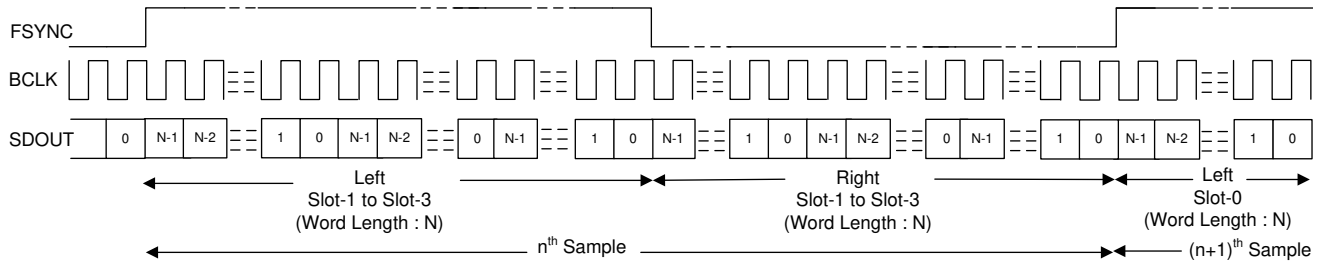 FSYNC
BCLK
SDOUT 0 N-1 N-2 1 0 N-1 N-2 0 N-1 1 0 N-1 1 0 N-1 N-2 0 N-1 1 0 N-1 N-2 1 0
Left Right Left
Slot-1 to Slot-3 Slot-1 to Slot-3 Slot-0
(Word Length : N) (Word Length : N) (Word Length : N)
nth Sample (n+1)th Sample